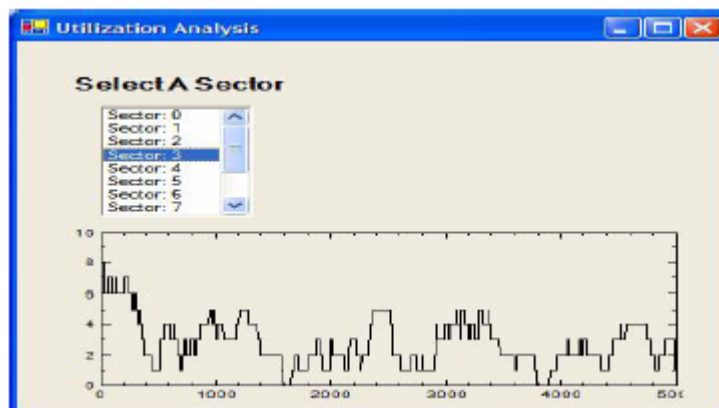 Utilization Analysis
Select A Sector
Sector: 0
Sector: 1
Sector: 2
Sector: 3
Sector: 4
Sector: 5
Sector: 6
Sector: 7
10
8
6
4
2
0
0 1000 2000 3000 4000 500